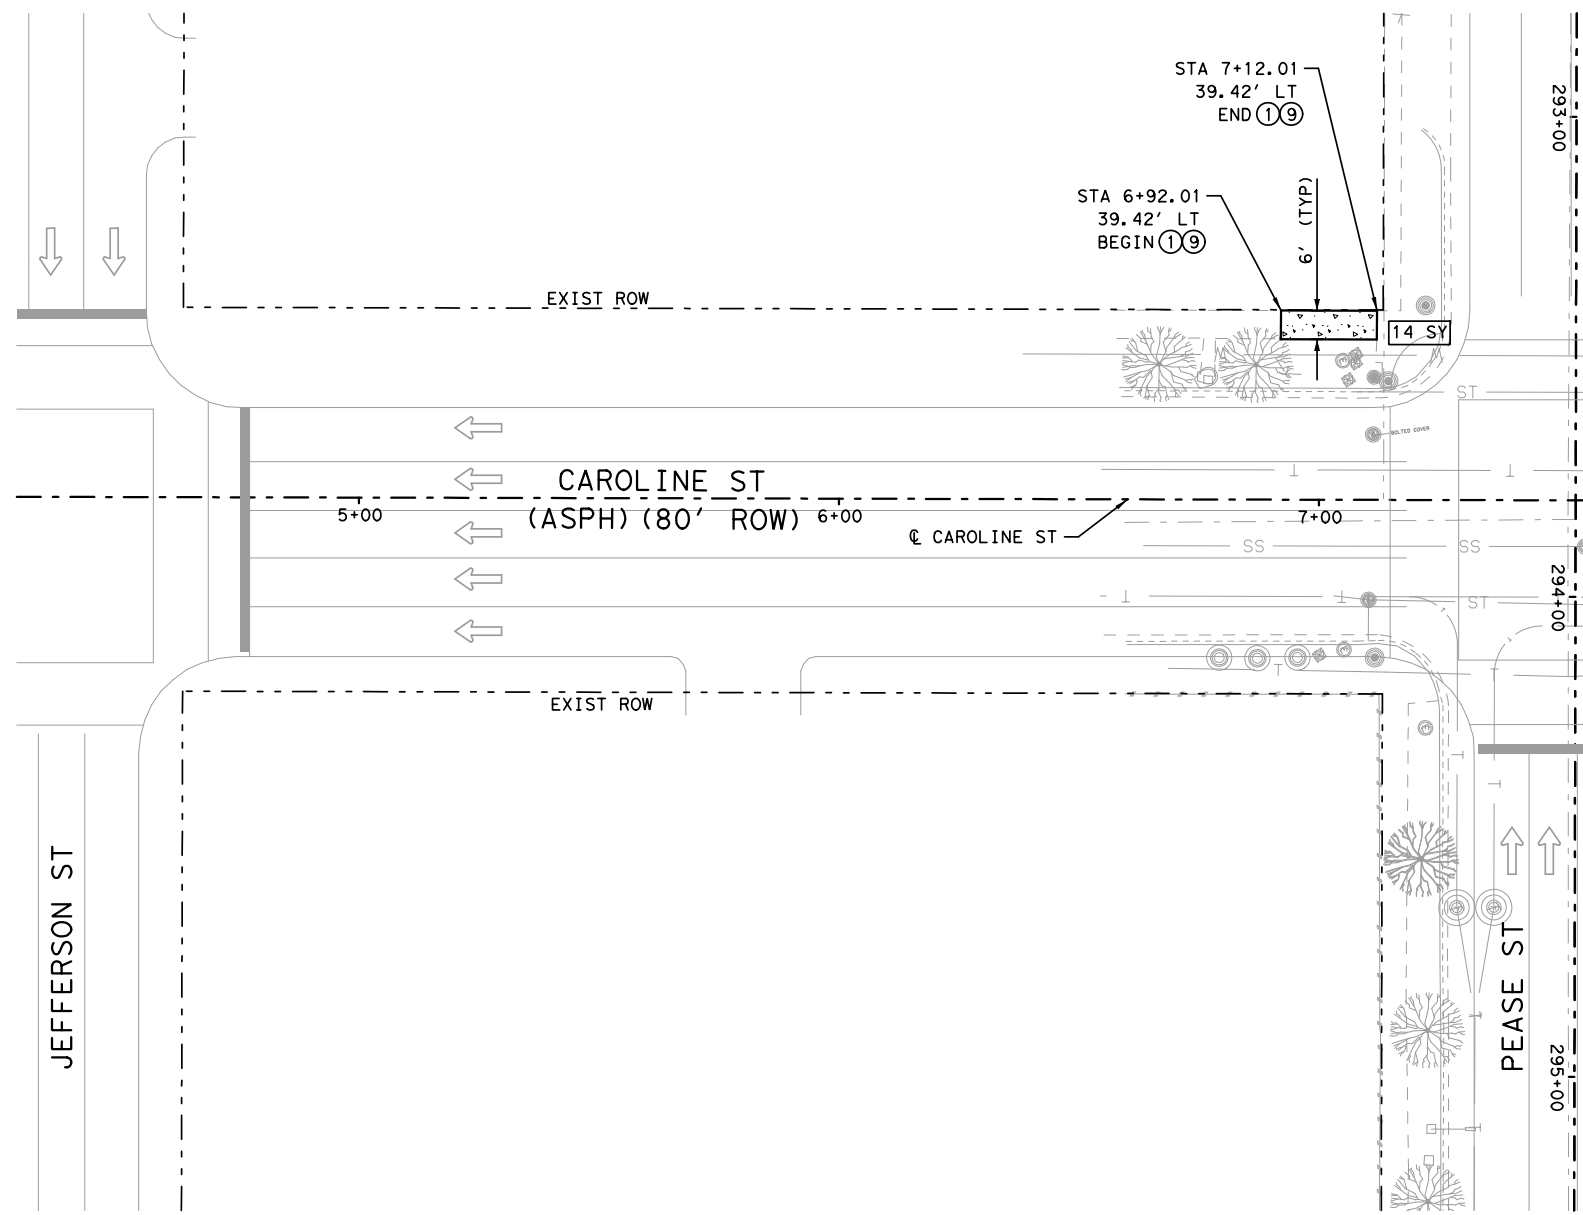 STA 7+12.01
39.42' LT
END 1 9
STA 6+92.01
39.42' LT
BEGIN 1 9
6' (TYP)
293+00
EXIST ROW
14 SY
ST
BOLTED COVER
CAROLINE ST
(ASPH) (80' ROW)
5+00
6+00
7+00
℄ CAROLINE ST
T
T
SS
SS
T
T
ST
294+00
T
T
EXIST ROW
T
T
JEFFERSON ST
PEASE ST
295+00